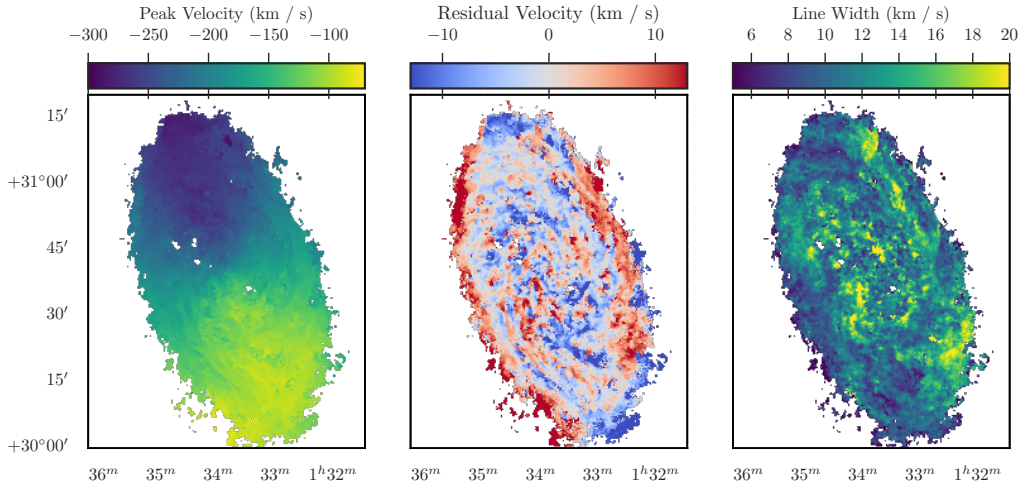 Peak Velocity (km / s)
−300 −250 −200 −150 −100
Residual Velocity (km / s)
−10 0 10
Line Width (km / s)
6 8 10 12 14 16 18 20
15′
+31°00′
45′
30′
15′
+30°00′
36^m 35^m 34^m 33^m 1^h32^m
36^m 35^m 34^m 33^m 1^h32^m
36^m 35^m 34^m 33^m 1^h32^m